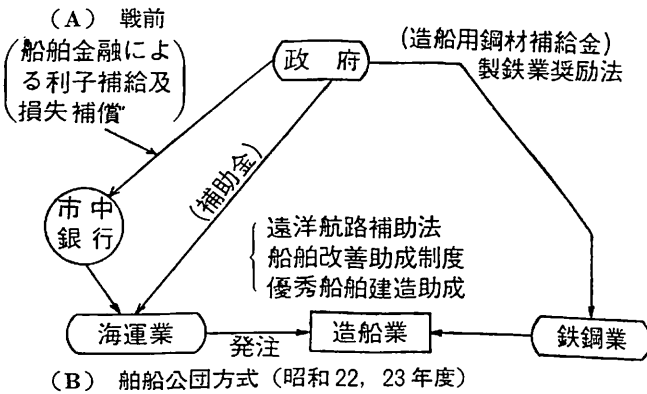 (A) 戦前
(船舶金融によ
る利子補給及
損失補償)
政府
(造船用鋼材補給金)
製鉄業奨励法
市中
銀行
(補助金)
遠洋航路補助法
船舶改善助成制度
優秀船舶建造助成
海運業
発注
造船業
鉄鋼業
(B) 舶船公団方式(昭和22,23年度)